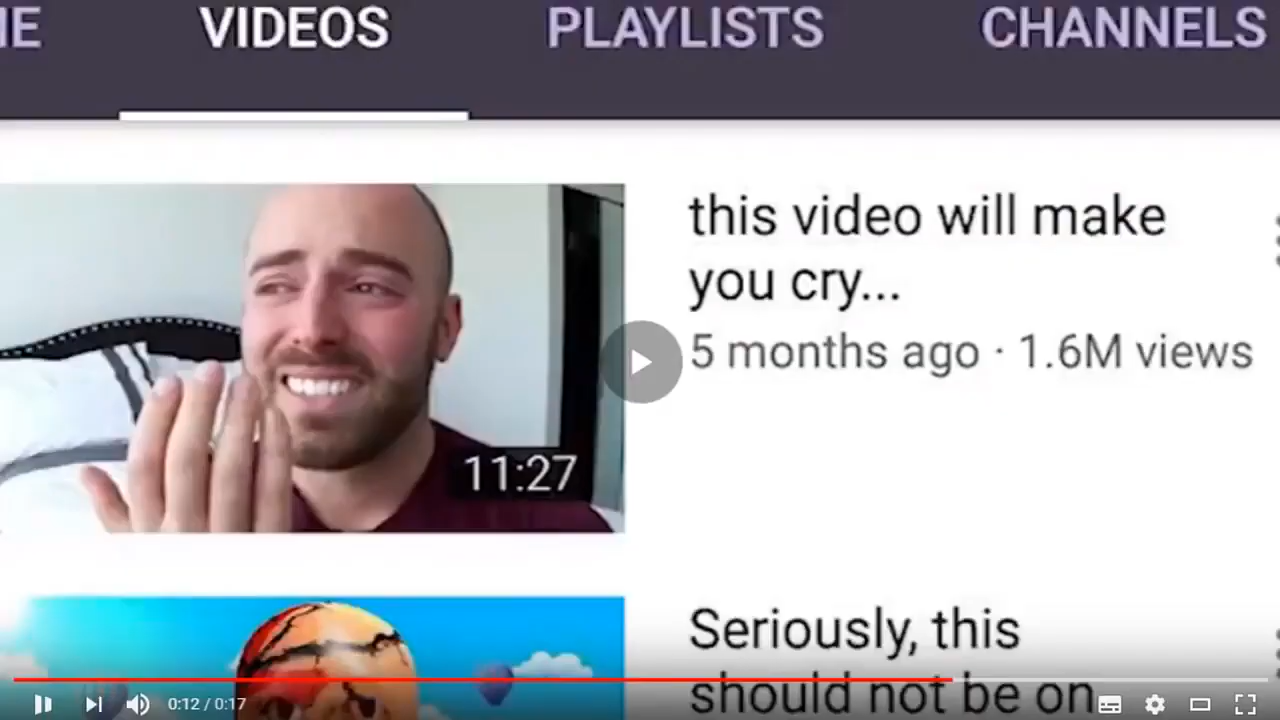 IE VIDEOS PLAYLISTS CHANNELS
this video will make
you cry...
5 months ago · 1.6M views
11:27
Seriously, this
should not be on
0:12 / 0:17